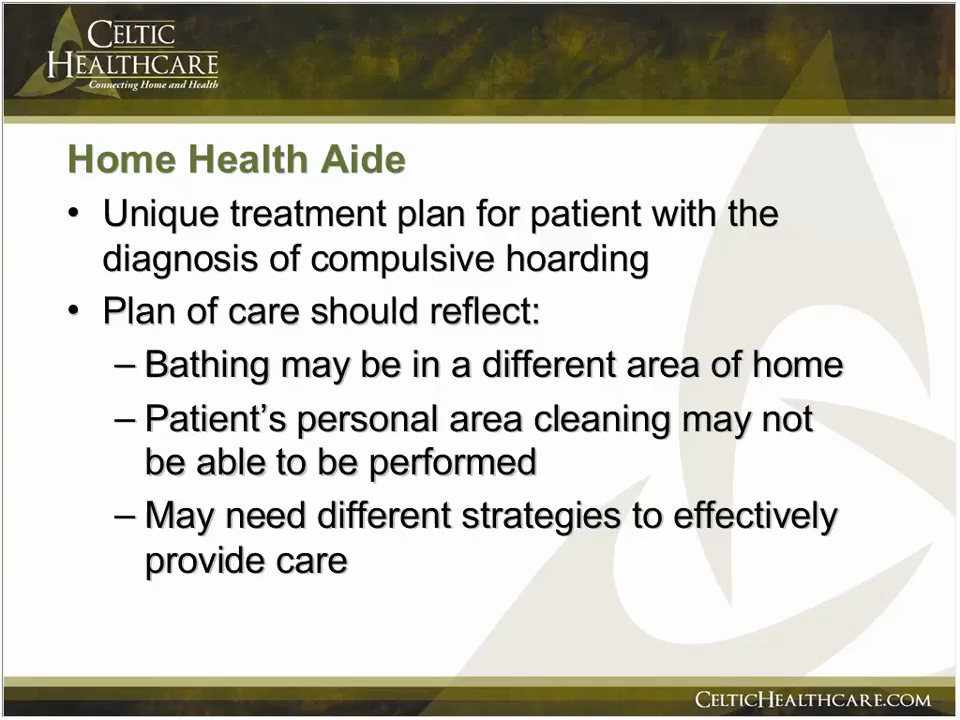 CELTIC
HEALTHCARE
Connecting Home and Health
Home Health Aide
• Unique treatment plan for patient with the
diagnosis of compulsive hoarding
• Plan of care should reflect:
– Bathing may be in a different area of home
– Patient’s personal area cleaning may not
be able to be performed
– May need different strategies to effectively
provide care
CELTICHEALTHCARE.COM